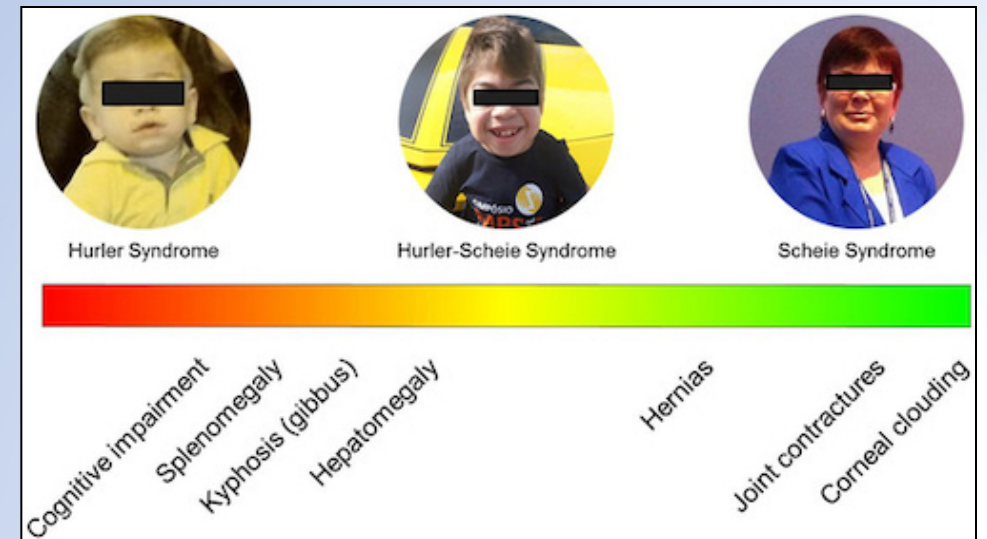 Hurler Syndrome
Hurler-Scheie Syndrome
Scheie Syndrome
Cognitive impairment
Splenomegaly
Kyphosis (gibbus)
Hepatomegaly
Hernias
Joint contractures
Corneal clouding